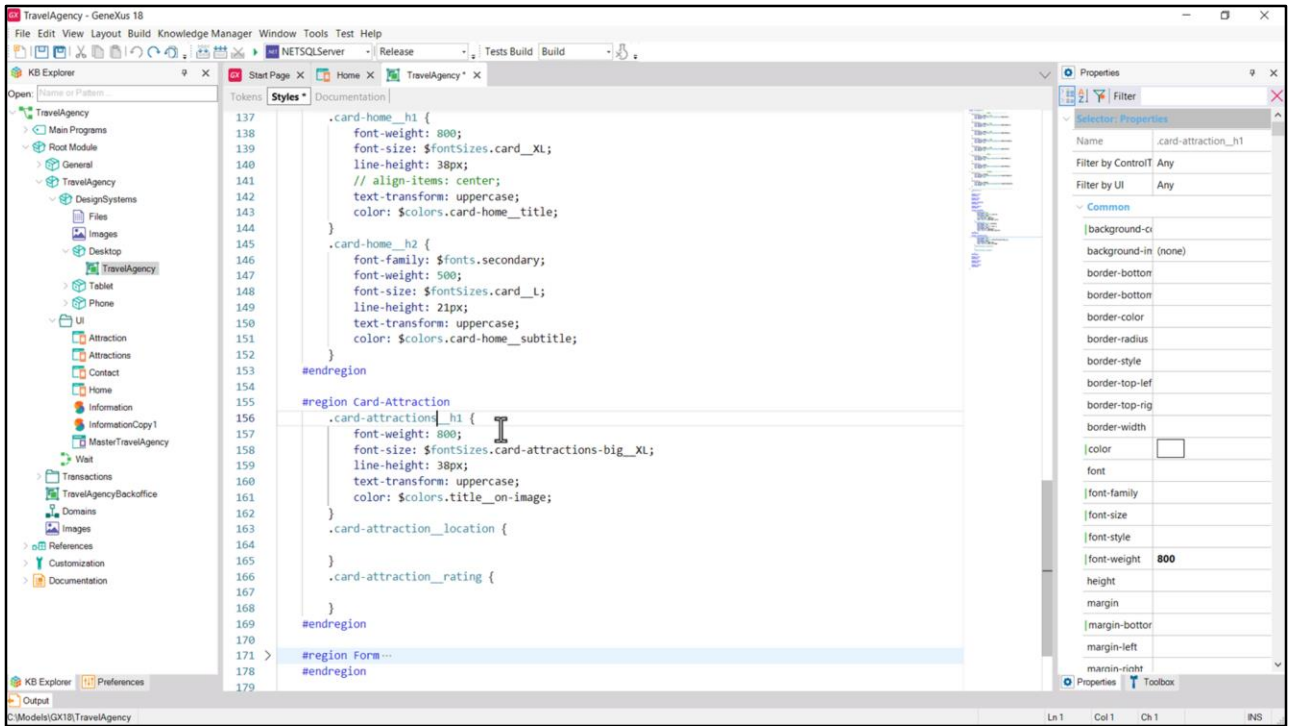 TravelAgency - GeneXus 18
File Edit View Layout Build Knowledge Manager Window Tools Test Help
NETSQLServer Release Tests Build Build
KB Explorer
Start Page Home TravelAgency*
Properties
Open: Name or Pattern...
Tokens Styles * Documentation
Filter
TravelAgency
Main Programs
Root Module
General
TravelAgency
DesignSystems
Files
Images
Desktop
TravelAgency
Tablet
Phone
UI
Attraction
Attractions
Contact
Home
Information
InformationCopy1
MasterTravelAgency
Wait
Transactions
TravelAgencyBackoffice
Domains
Images
References
Customization
Documentation
137 .card-home__h1 {
138 font-weight: 800;
139 font-size: $fontSizes.card__XL;
140 line-height: 38px;
141 // align-items: center;
142 text-transform: uppercase;
143 color: $colors.card-home__title;
144 }
145 .card-home__h2 {
146 font-family: $fonts.secondary;
147 font-weight: 500;
148 font-size: $fontSizes.card__L;
149 line-height: 21px;
150 text-transform: uppercase;
151 color: $colors.card-home__subtitle;
152 }
153 #endregion
154
155 #region Card-Attraction
156 .card-attractions__h1 {
157 font-weight: 800;
158 font-size: $fontSizes.card-attractions-big__XL;
159 line-height: 38px;
160 text-transform: uppercase;
161 color: $colors.title__on-image;
162 }
163 .card-attraction__location {
164
165 }
166 .card-attraction__rating {
167
168 }
169 #endregion
170
171 #region Form...
178 #endregion
179
Selector: Properties
Name .card-attraction__h1
Filter by ControlT Any
Filter by UI Any
Common
background-c
background-im (none)
border-bottom
border-bottom
border-color
border-radius
border-style
border-top-lef
border-top-rig
border-width
color
font
font-family
font-size
font-style
font-weight 800
height
margin
margin-bottor
margin-left
margin-right
KB Explorer Preferences
Properties Toolbox
Output
C:\Models\GX18\TravelAgency
Ln 1 Col 1 Ch 1 INS